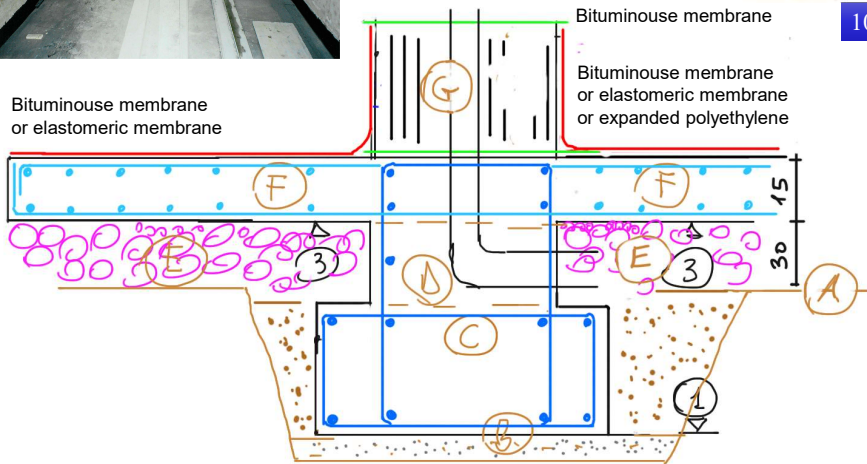 Bituminouse membrane
10
Bituminouse membrane
or elastomeric membrane
Bituminouse membrane
or elastomeric membrane
or expanded polyethylene
G
F
F
15
E
3
E
3
30
D
A
C
1
B